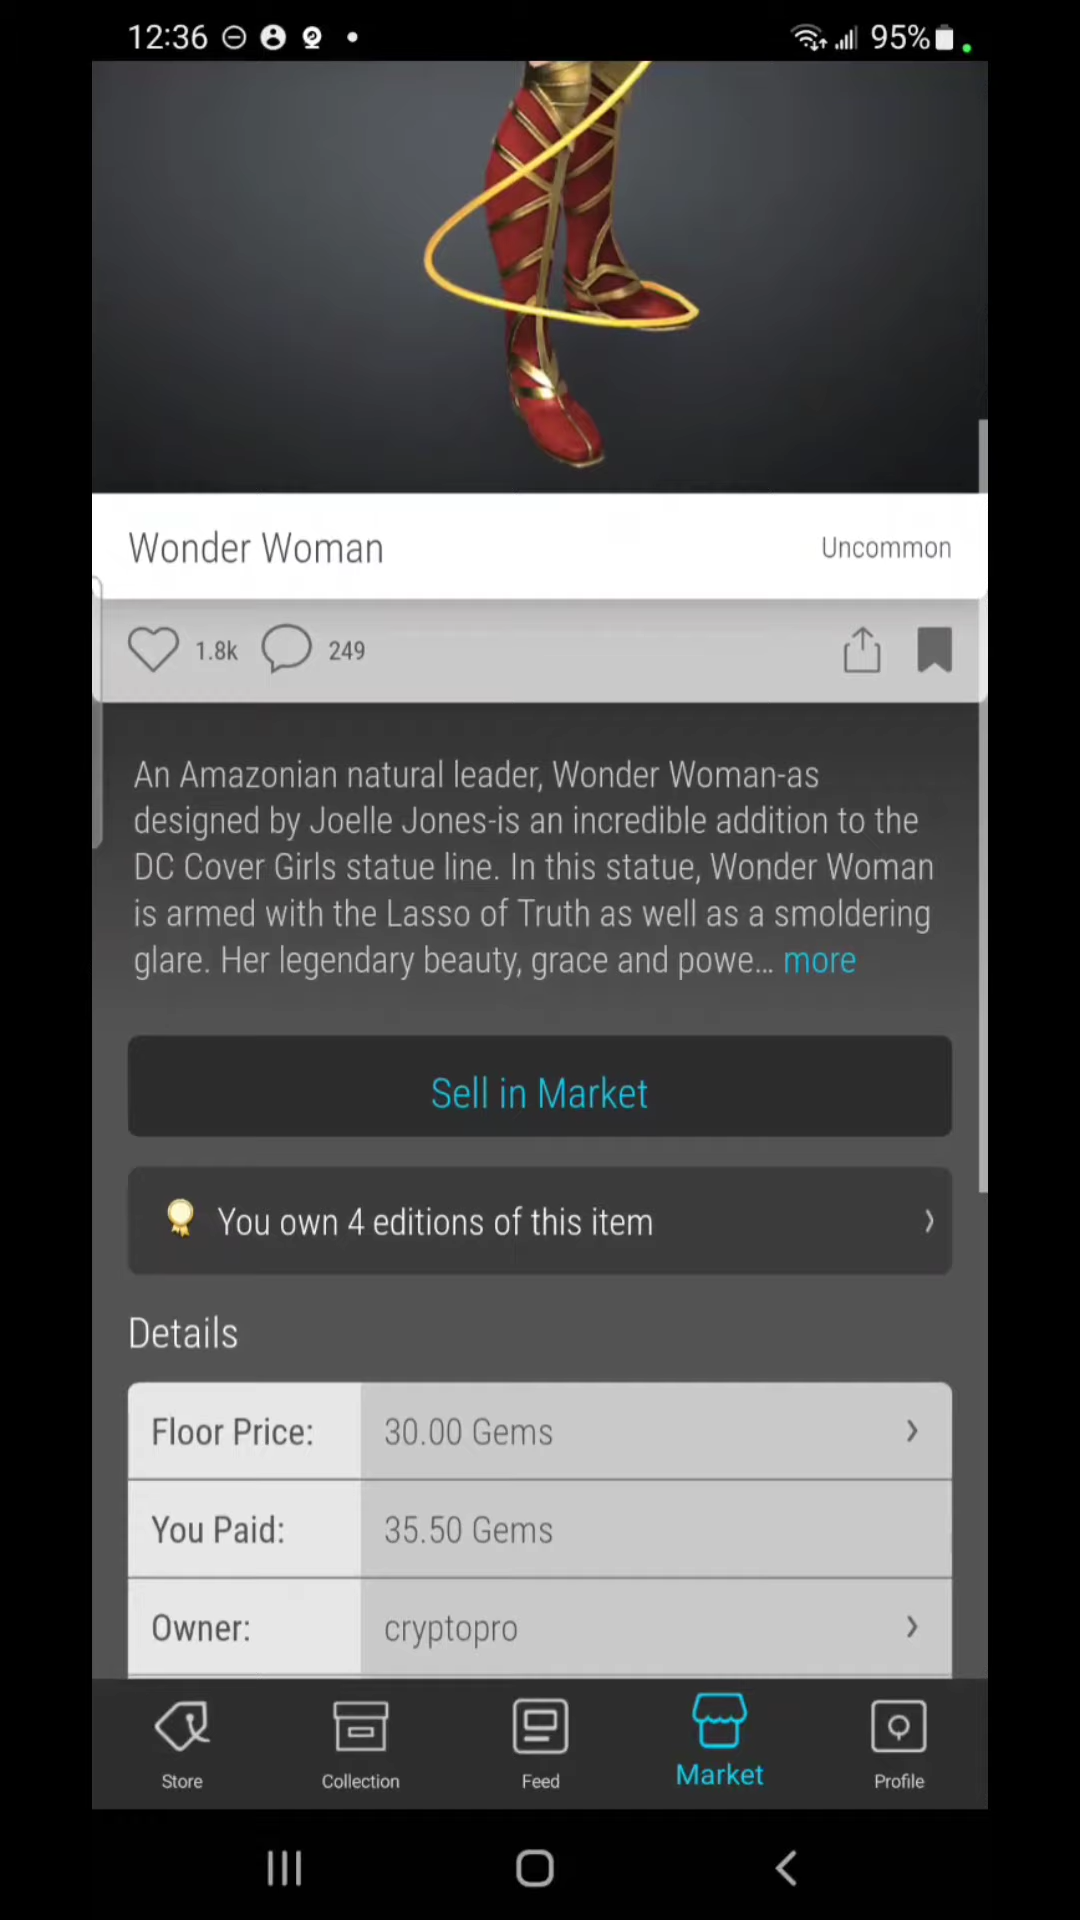 12:36
95%
Wonder Woman
Uncommon
1.8k
249
An Amazonian natural leader, Wonder Woman-as
designed by Joelle Jones-is an incredible addition to the
DC Cover Girls statue line. In this statue, Wonder Woman
is armed with the Lasso of Truth as well as a smoldering
glare. Her legendary beauty, grace and powe... more
Sell in Market
You own 4 editions of this item
Details
Floor Price: 30.00 Gems
You Paid: 35.50 Gems
Owner: cryptopro
Store
Collection
Feed
Market
Profile